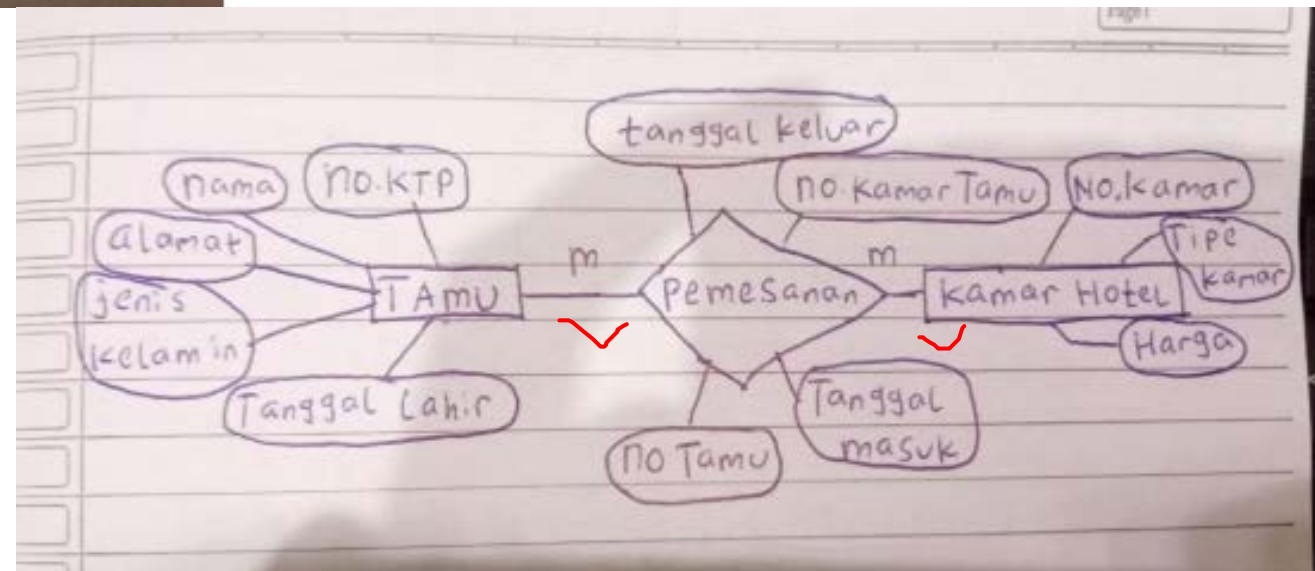 Page:
tanggal keluar
nama
no.KTP
no.kamar Tamu
No.kamar
alamat
Tipe
kamar
m
m
jenis
kelamin
TAmU
Pemesanan
Kamar Hotel
Harga
Tanggal Lahir
Tanggal
masuk
no Tamu